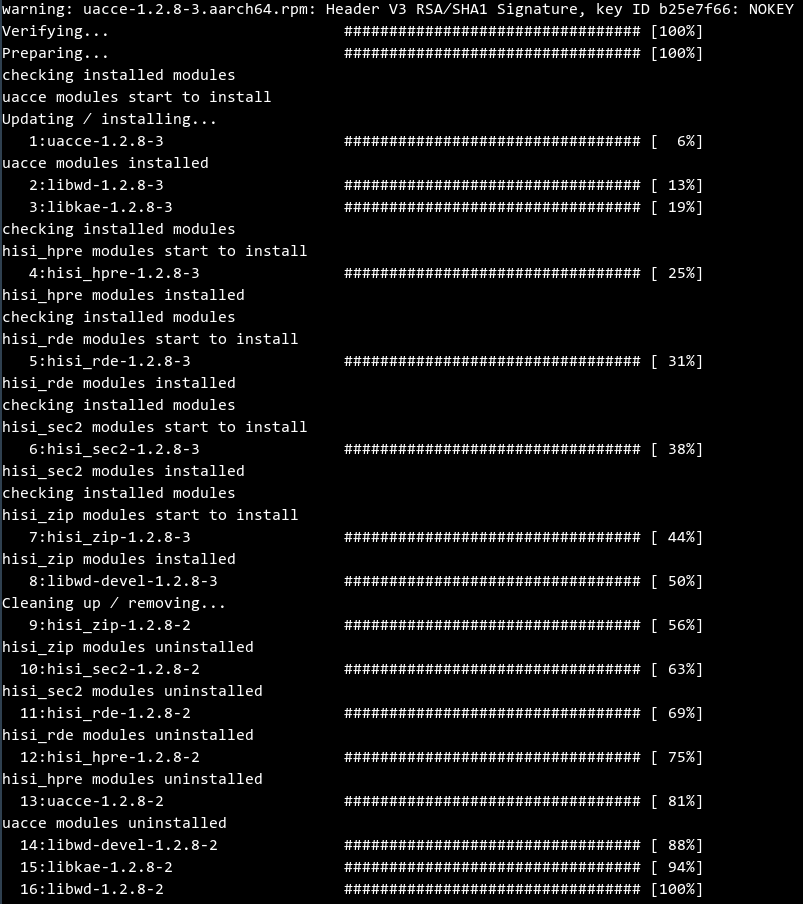 warning: uacce-1.2.8-3.aarch64.rpm: Header V3 RSA/SHA1 Signature, key ID b25e7f66: NOKEY
Verifying...                          ################################# [100%]
Preparing...                          ################################# [100%]
checking installed modules
uacce modules start to install
Updating / installing...
   1:uacce-1.2.8-3                    ################################# [  6%]
uacce modules installed
   2:libwd-1.2.8-3                    ################################# [ 13%]
   3:libkae-1.2.8-3                   ################################# [ 19%]
checking installed modules
hisi_hpre modules start to install
   4:hisi_hpre-1.2.8-3                ################################# [ 25%]
hisi_hpre modules installed
checking installed modules
hisi_rde modules start to install
   5:hisi_rde-1.2.8-3                 ################################# [ 31%]
hisi_rde modules installed
checking installed modules
hisi_sec2 modules start to install
   6:hisi_sec2-1.2.8-3                ################################# [ 38%]
hisi_sec2 modules installed
checking installed modules
hisi_zip modules start to install
   7:hisi_zip-1.2.8-3                 ################################# [ 44%]
hisi_zip modules installed
   8:libwd-devel-1.2.8-3              ################################# [ 50%]
Cleaning up / removing...
   9:hisi_zip-1.2.8-2                 ################################# [ 56%]
hisi_zip modules uninstalled
  10:hisi_sec2-1.2.8-2                ################################# [ 63%]
hisi_sec2 modules uninstalled
  11:hisi_rde-1.2.8-2                 ################################# [ 69%]
hisi_rde modules uninstalled
  12:hisi_hpre-1.2.8-2                ################################# [ 75%]
hisi_hpre modules uninstalled
  13:uacce-1.2.8-2                    ################################# [ 81%]
uacce modules uninstalled
  14:libwd-devel-1.2.8-2              ################################# [ 88%]
  15:libkae-1.2.8-2                   ################################# [ 94%]
  16:libwd-1.2.8-2                    ################################# [100%]